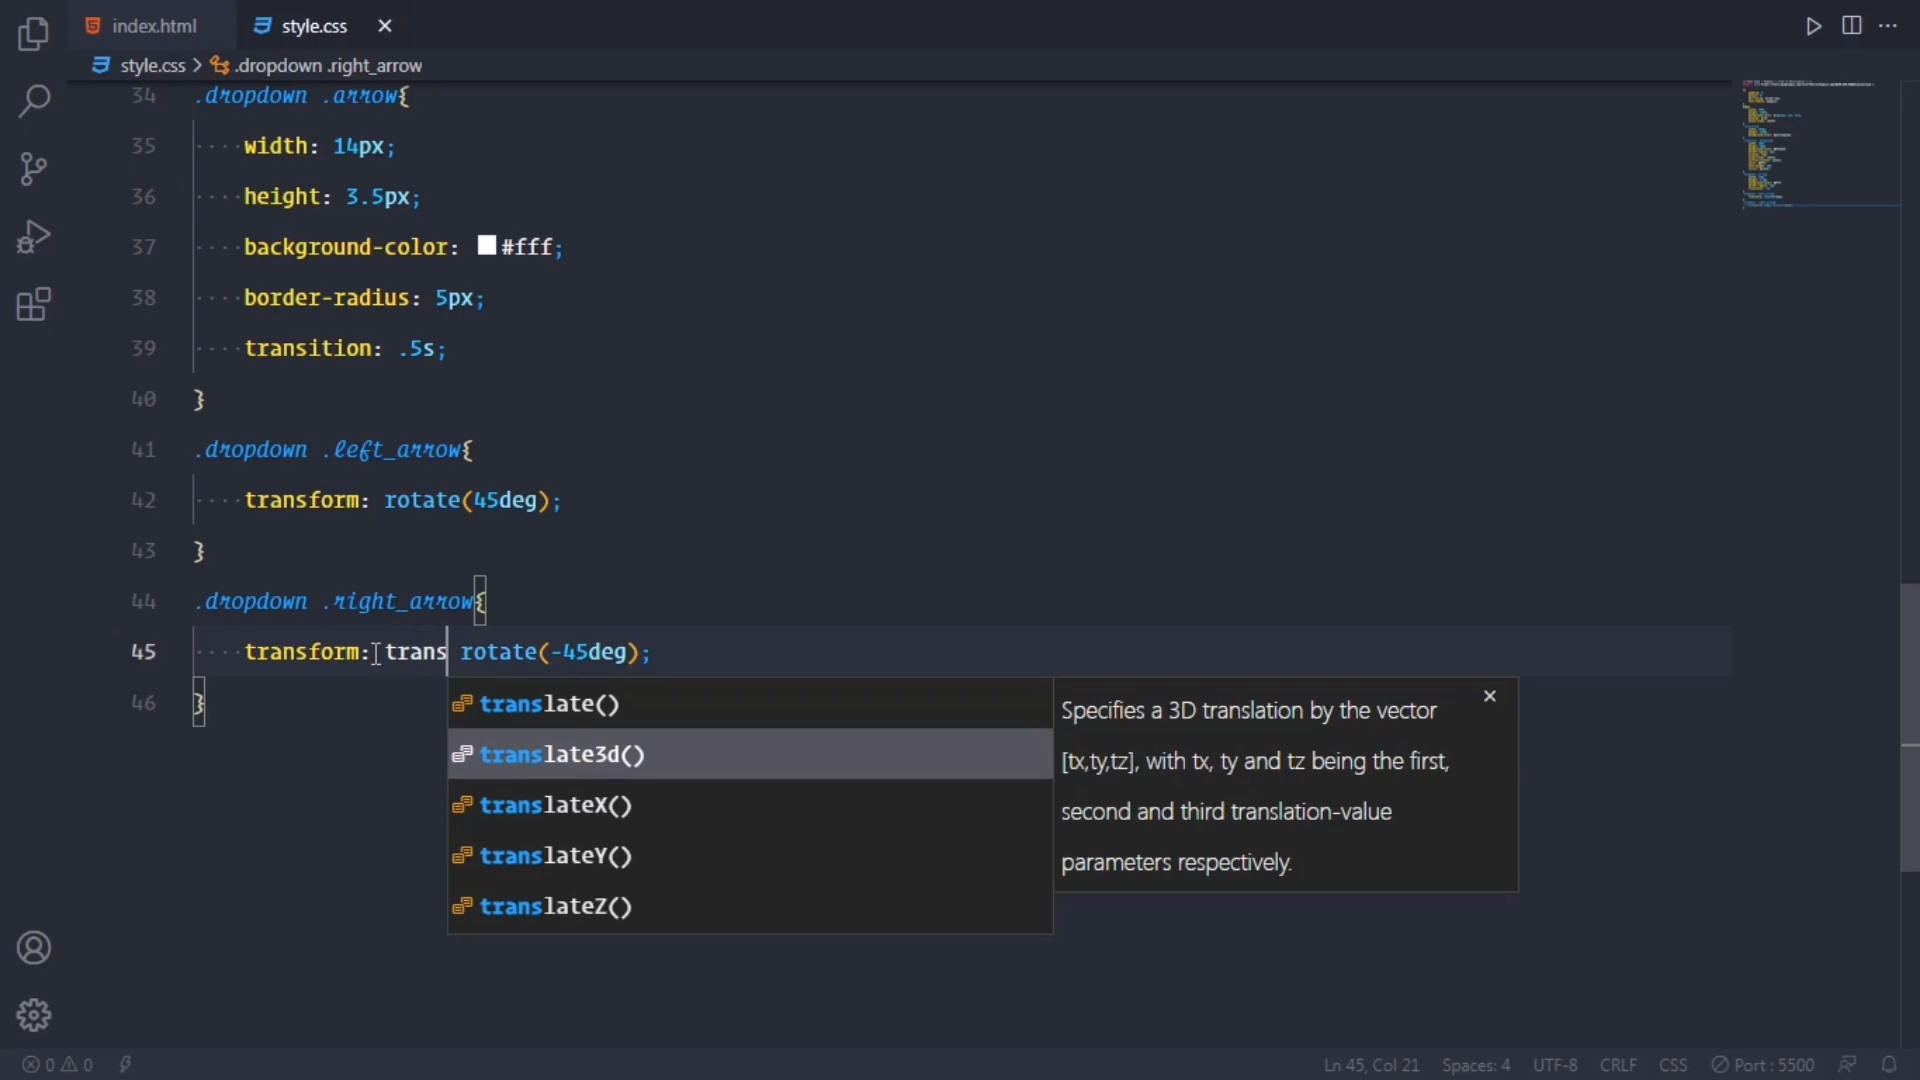 index.html
style.css
style.css > .dropdown .right_arrow
34 .dropdown .arrow{
35 width: 14px;
36 height: 3.5px;
37 background-color: #fff;
38 border-radius: 5px;
39 transition: .5s;
40 }
41 .dropdown .left_arrow{
42 transform: rotate(45deg);
43 }
44 .dropdown .right_arrow{
45 transform: trans rotate(-45deg);
46 }
translate()
translate3d()
translateX()
translateY()
translateZ()
Specifies a 3D translation by the vector
[tx,ty,tz], with tx, ty and tz being the first,
second and third translation-value
parameters respectively.
0 0 Ln 45, Col 21 Spaces: 4 UTF-8 CRLF CSS Port : 5500